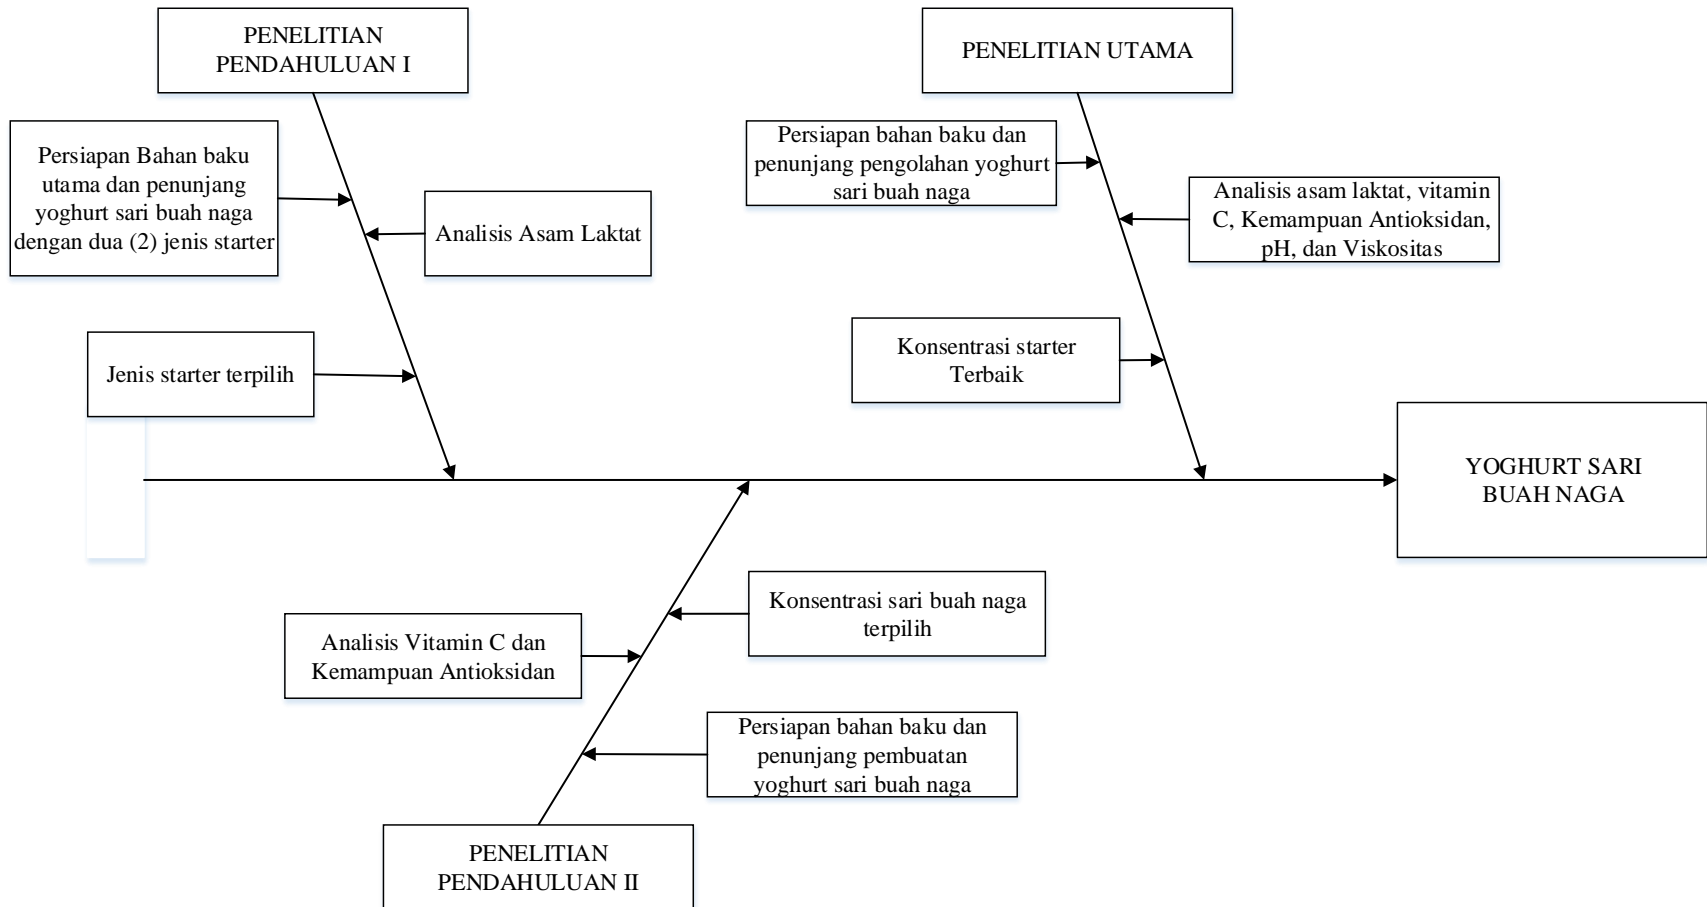 PENELITIAN
PENDAHULUAN I
PENELITIAN UTAMA
Persiapan Bahan baku
utama dan penunjang
yoghurt sari buah naga
dengan dua (2) jenis starter
Analisis Asam Laktat
Jenis starter terpilih
Persiapan bahan baku dan
penunjang pengolahan yoghurt
sari buah naga
Analisis asam laktat, vitamin
C, Kemampuan Antioksidan,
pH, dan Viskositas
Konsentrasi starter
Terbaik
YOGHURT SARI
BUAH NAGA
Konsentrasi sari buah naga
terpilih
Analisis Vitamin C dan
Kemampuan Antioksidan
Persiapan bahan baku dan
penunjang pembuatan
yoghurt sari buah naga
PENELITIAN
PENDAHULUAN II